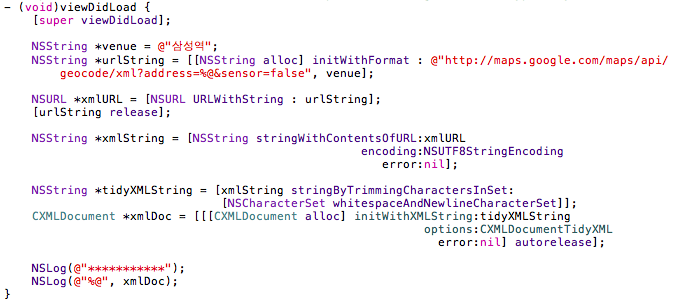 - (void)viewDidLoad {
    [super viewDidLoad];
    NSString *venue = @"삼성역";
    NSString *urlString = [[NSString alloc] initWithFormat : @"http://maps.google.com/maps/api/
        geocode/xml?address=%@&sensor=false", venue];
    NSURL *xmlURL = [NSURL URLWithString : urlString];
    [urlString release];
    NSString *xmlString = [NSString stringWithContentsOfURL:xmlURL
                                                   encoding:NSUTF8StringEncoding
                                                      error:nil];
    NSString *tidyXMLString = [xmlString stringByTrimmingCharactersInSet:
                               [NSCharacterSet whitespaceAndNewlineCharacterSet]];
    CXMLDocument *xmlDoc = [[[CXMLDocument alloc] initWithXMLString:tidyXMLString
                                                            options:CXMLDocumentTidyXML
                                                              error:nil] autorelease];
    NSLog(@"***********");
    NSLog(@"%@", xmlDoc);
}